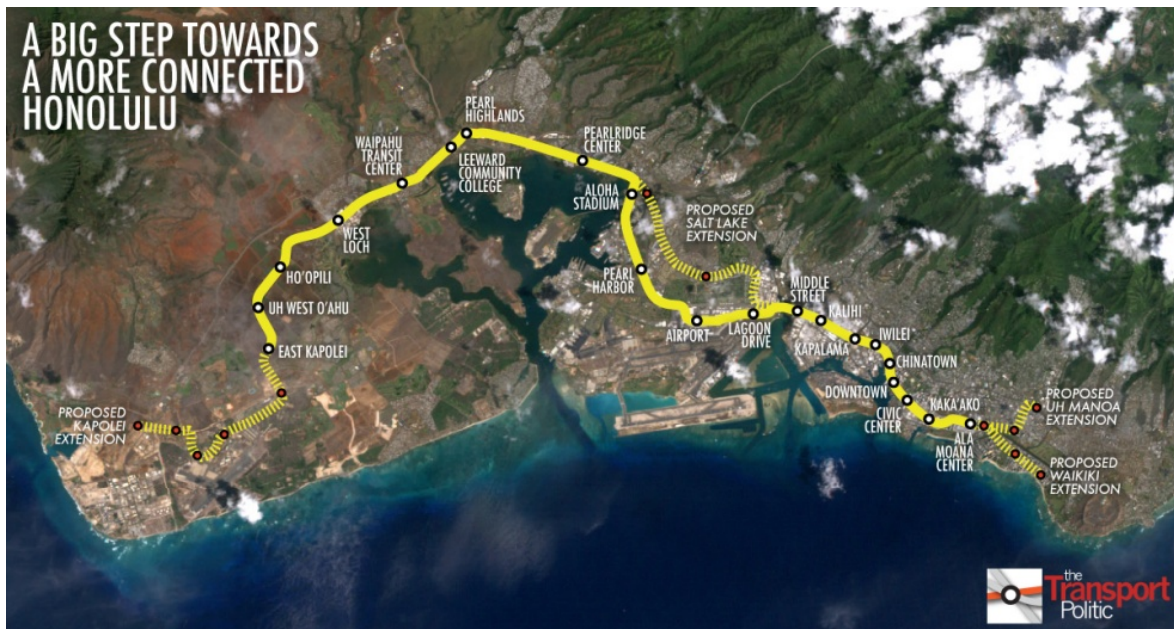 A BIG STEP TOWARDS
A MORE CONNECTED
HONOLULU
PEARL
HIGHLANDS
WAIPAHU
TRANSIT
CENTER
LEEWARD
COMMUNITY
COLLEGE
PEARLRIDGE
CENTER
ALOHA
STADIUM
PROPOSED
SALT LAKE
EXTENSION
WEST
LOCH
HO'OPILI
UH WEST O'AHU
EAST KAPOLEI
PROPOSED
KAPOLEI
EXTENSION
PEARL
HARBOR
AIRPORT
LAGOON
DRIVE
MIDDLE
STREET
KALIHI
KAPALAMA
IWILEI
CHINATOWN
DOWNTOWN
CIVIC
CENTER
KAKA'AKO
ALA
MOANA
CENTER
PROPOSED
UH MANOA
EXTENSION
PROPOSED
WAIKIKI
EXTENSION
the
Transport
Politic